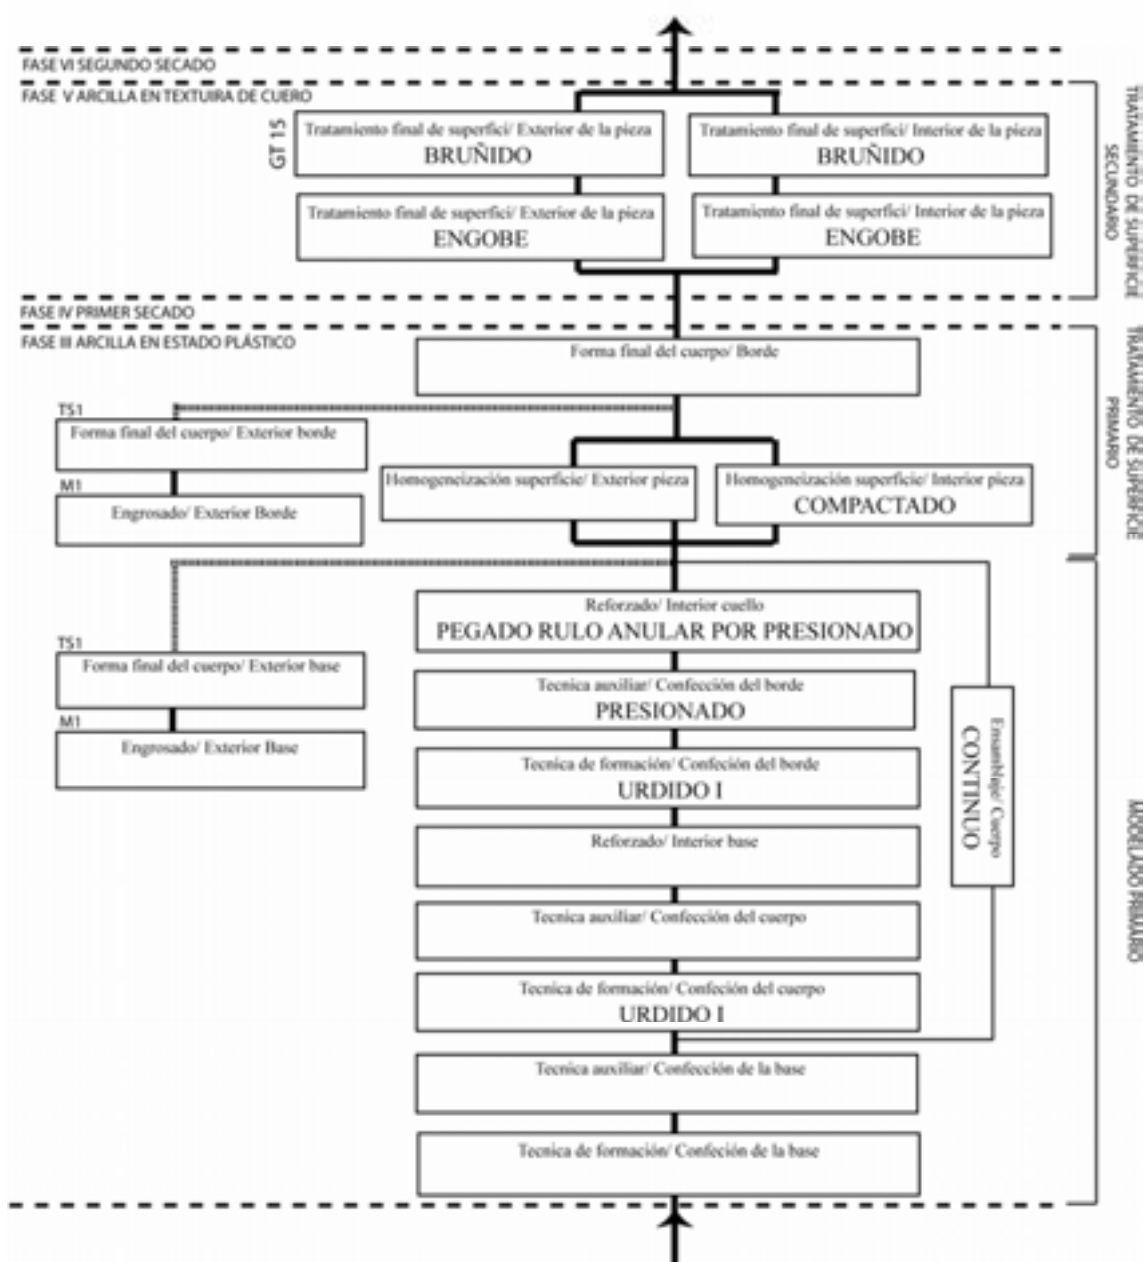 FASE VI SEGUNDO SECADO
FASE V ARCILLA EN TEXTUIRA DE CUERO
GT 15
Tratamiento final de superfici/ Exterior de la pieza
BRUÑIDO
Tratamiento final de superfici/ Interior de la pieza
BRUÑIDO
Tratamiento final de superfici/ Exterior de la pieza
ENGOBE
Tratamiento final de superfici/ Interior de la pieza
ENGOBE
TRATAMIENTO DE SUPERFICIE
SECUNDARIO
FASE IV PRIMER SECADO
FASE III ARCILLA EN ESTADO PLÁSTICO
Forma final del cuerpo/ Borde
TS1
Forma final del cuerpo/ Exterior borde
M1
Engrosado/ Exterior Borde
Homogeneización superficie/ Exterior pieza
Homogeneización superficie/ Interior pieza
COMPACTADO
TRATAMIENTO DE SUPERFICIE
PRIMARIO
Reforzado/ Interior cuello
PEGADO RULO ANULAR POR PRESIONADO
TS1
Forma final del cuerpo/ Exterior base
M1
Engrosado/ Exterior Base
Tecnica auxiliar/ Confección del borde
PRESIONADO
Tecnica de formación/ Confeción del borde
URDIDO I
Reforzado/ Interior base
Tecnica auxiliar/ Confección del cuerpo
Tecnica de formación/ Confeción del cuerpo
URDIDO I
Ensamblaje/ Cuerpo
CONTINUO
Tecnica auxiliar/ Confección de la base
Tecnica de formación/ Confeción de la base
MODELADO PRIMARIO